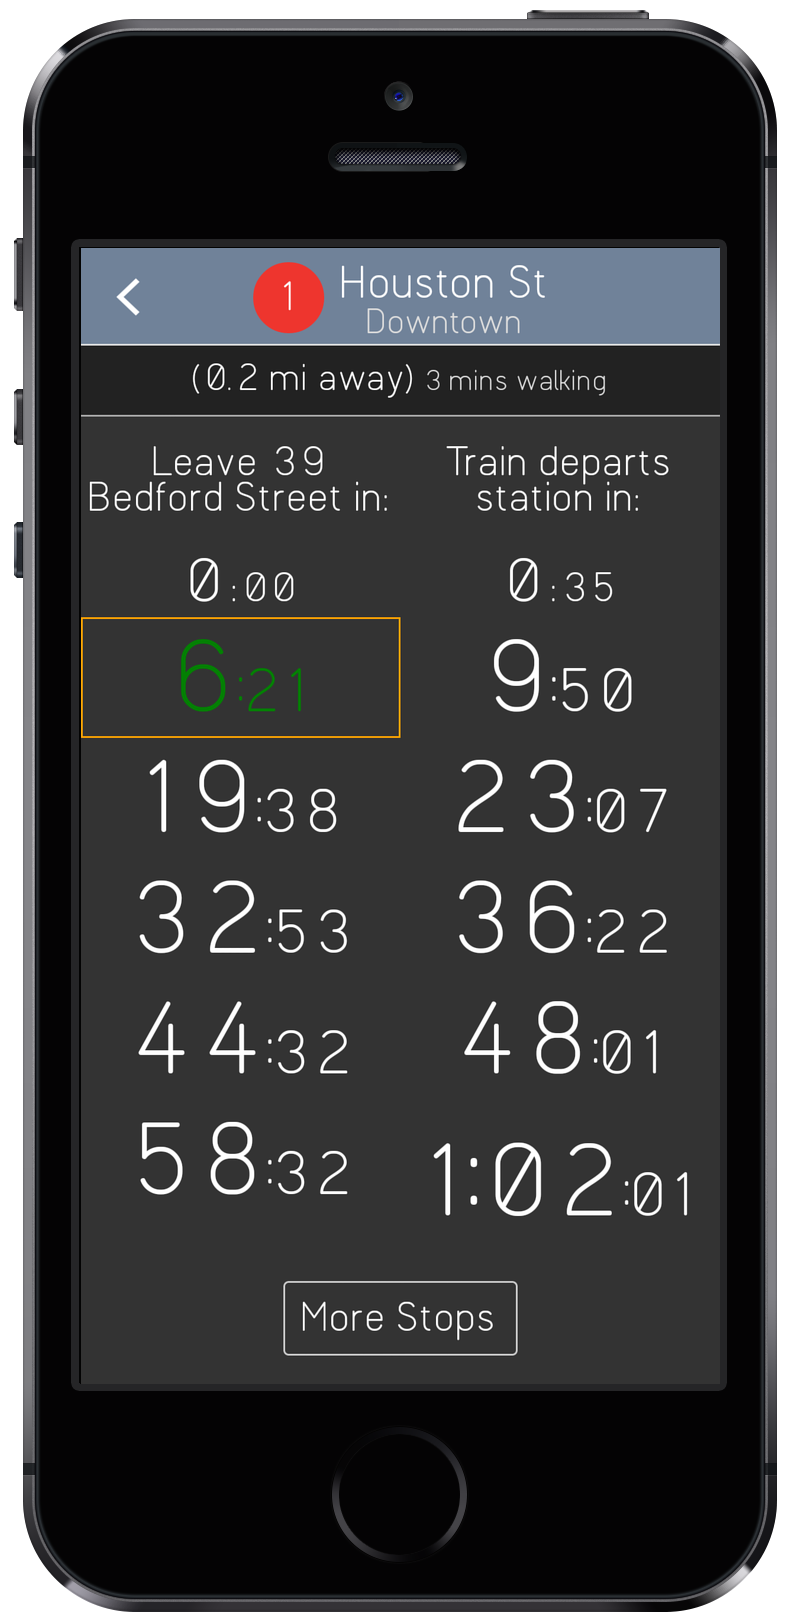 1
Houston St
Downtown
(0.2 mi away) 3 mins walking
Leave 39
Bedford Street in:
Train departs
station in:
0:00 0:35
6:21 9:50
19:38 23:07
32:53 36:22
44:32 48:01
58:32 1:02:01
More Stops